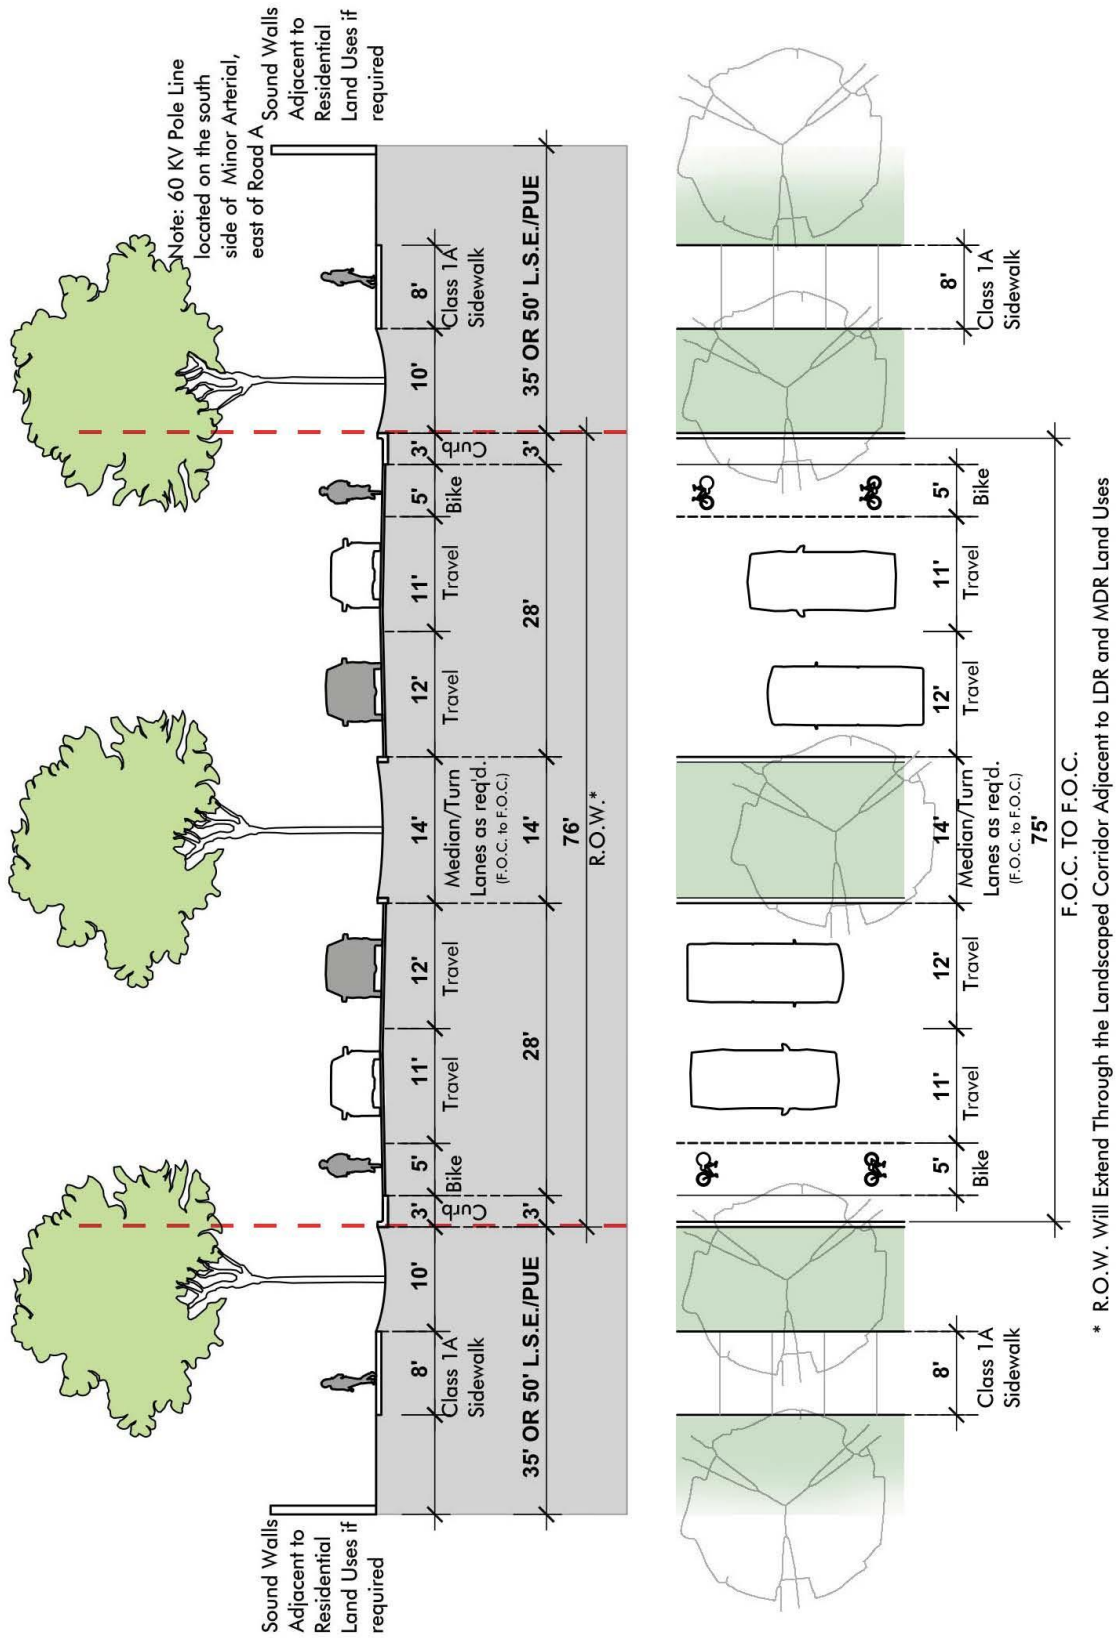 Note: 60 KV Pole Line
located on the south
side of Minor Arterial,
east of Road A
Sound Walls
Adjacent to
Residential
Land Uses if
required
Sound Walls
Adjacent to
Residential
Land Uses if
required
8' 10' 3' 5' 11' 12' 14' 12' 11' 5' 3' 10' 8'
Class 1A
Sidewalk
Curb
Bike
Travel
Travel
Median/Turn
Lanes as req'd.
(F.O.C. to F.O.C.)
Travel
Travel
Bike
Curb
Class 1A
Sidewalk
35' OR 50' L.S.E./PUE 3' 28' 14' 28' 3' 35' OR 50' L.S.E./PUE
76'
R.O.W.*
8' 5' 11' 12' 14' 12' 11' 5' 8'
Class 1A
Sidewalk
Bike
Travel
Travel
Median/Turn
Lanes as req'd.
(F.O.C. to F.O.C.)
Travel
Travel
Bike
Class 1A
Sidewalk
75'
F.O.C. TO F.O.C.
* R.O.W. Will Extend Through the Landscaped Corridor Adjacent to LDR and MDR Land Uses